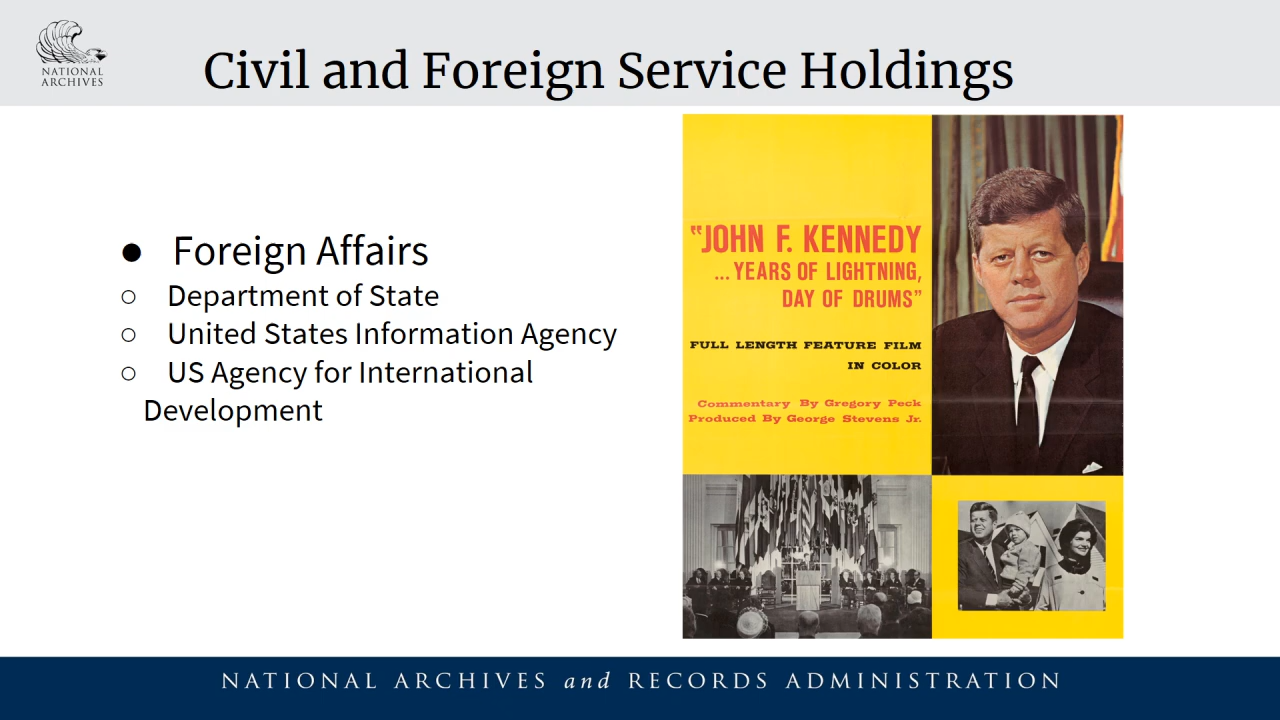 NATIONAL
ARCHIVES
Civil and Foreign Service Holdings
● Foreign Affairs
○ Department of State
○ United States Information Agency
○ US Agency for International
Development
"JOHN F. KENNEDY
...YEARS OF LIGHTNING,
DAY OF DRUMS"
FULL LENGTH FEATURE FILM
IN COLOR
Commentary By Gregory Peck
Produced By George Stevens Jr.
NATIONAL ARCHIVES and RECORDS ADMINISTRATION